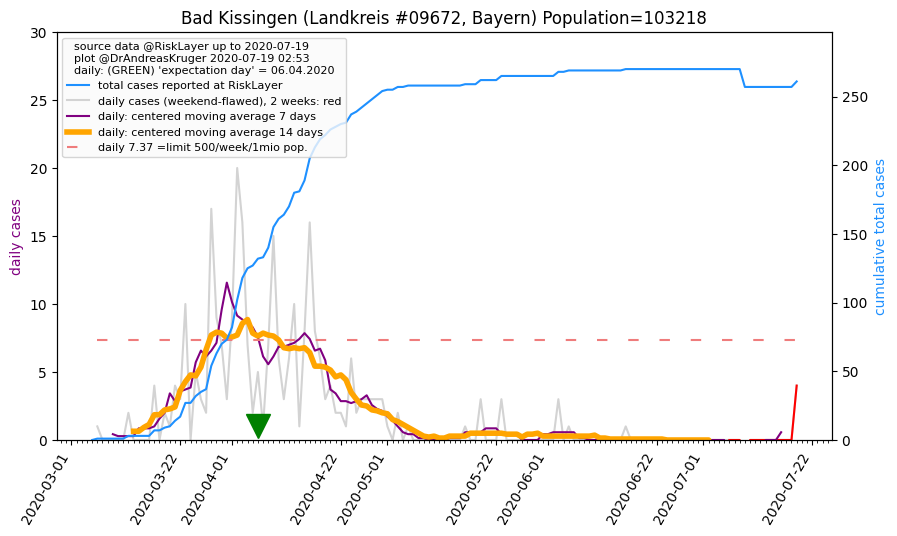 Bad Kissingen (Landkreis #09672, Bayern) Population=103218
source data @RiskLayer up to 2020-07-19
plot @DrAndreasKruger 2020-07-19 02:53
daily: (GREEN) 'expectation day' = 06.04.2020
total cases reported at RiskLayer
daily cases (weekend-flawed), 2 weeks: red
daily: centered moving average 7 days
daily: centered moving average 14 days
daily 7.37 =limit 500/week/1mio pop.
daily cases
30
25
20
15
10
5
0
cumulative total cases
250
200
150
100
50
0
2020-03-01
2020-03-22
2020-04-01
2020-04-22
2020-05-01
2020-05-22
2020-06-01
2020-06-22
2020-07-01
2020-07-22